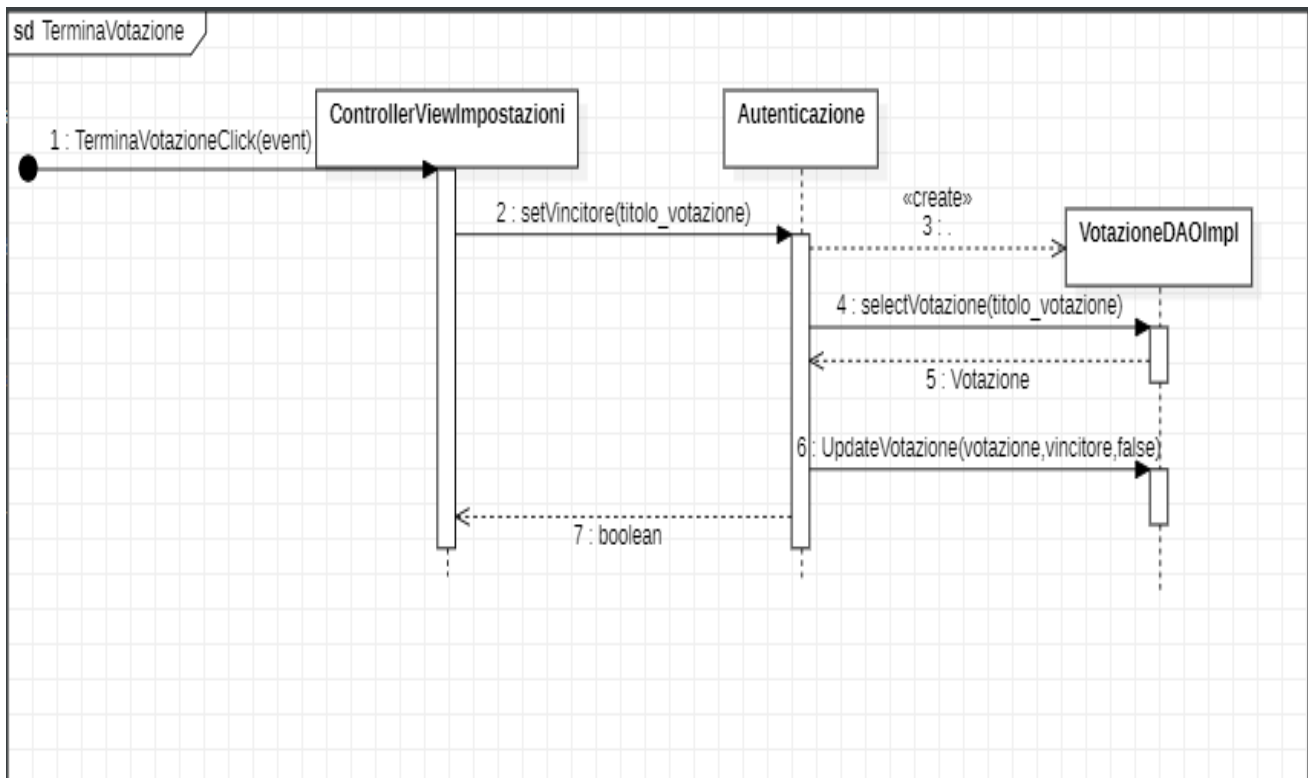 sd TerminaVotazione
ControllerViewImpostazioni
Autenticazione
1 : TerminaVotazioneClick(event)
2 : setVincitore(titolo_votazione)
«create»
3 : .
VotazioneDAOImpl
4 : selectVotazione(titolo_votazione)
5 : Votazione
6 : UpdateVotazione(votazione,vincitore,false)
7 : boolean